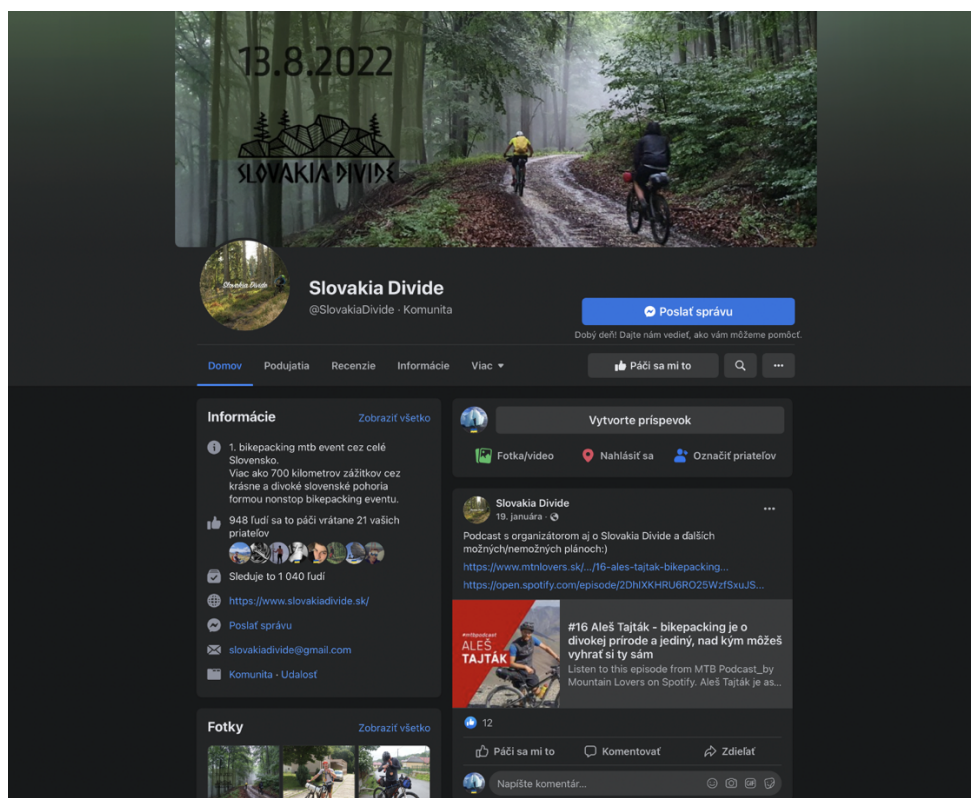 13.8.2022
SLOVAKIA DIVIDE
Slovakia Divide
Slovakia Divide
@SlovakiaDivide · Komunita
Poslať správu
Dobý deň! Dajte nám vedieť, ako vám môžeme pomôcť.
Domov Podujatia Recenzie Informácie Viac
Páči sa mi to
Informácie Zobraziť všetko
1. bikepacking mtb event cez celé
Slovensko.
Viac ako 700 kilometrov zážitkov cez
krásne a divoké slovenské pohoria
formou nonstop bikepacking eventu.
948 ľudí sa to páči vrátane 21 vašich
priateľov
Sleduje to 1 040 ľudí
https://www.slovakiadivide.sk/
Poslať správu
slovakiadivide@gmail.com
Komunita · Udalosť
Fotky Zobraziť všetko
Vytvorte príspevok
Fotka/video Nahlásiť sa Označiť priateľov
Slovakia Divide
19. januára ·
Podcast s organizátorom aj o Slovakia Divide a ďalších
možných/nemožných plánoch:)
https://www.mtnlovers.sk/.../16-ales-tajtak-bikepacking...
https://open.spotify.com/episode/2DhIXKHRU6RO25WzfSxuJS...
#mtbpodcast
ALEŠ
TAJTÁK
#16 Aleš Tajták - bikepacking je o
divokej prírode a jediný, nad kým môžeš
vyhrať si ty sám
Listen to this episode from MTB Podcast_by
Mountain Lovers on Spotify. Aleš Tajták je as...
12
Páči sa mi to Komentovať Zdieľať
Napíšte komentár...
GIF